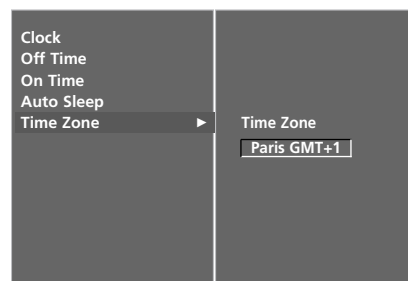 Clock
Off Time
On Time
Auto Sleep
Time Zone ►
Time Zone
Paris GMT+1